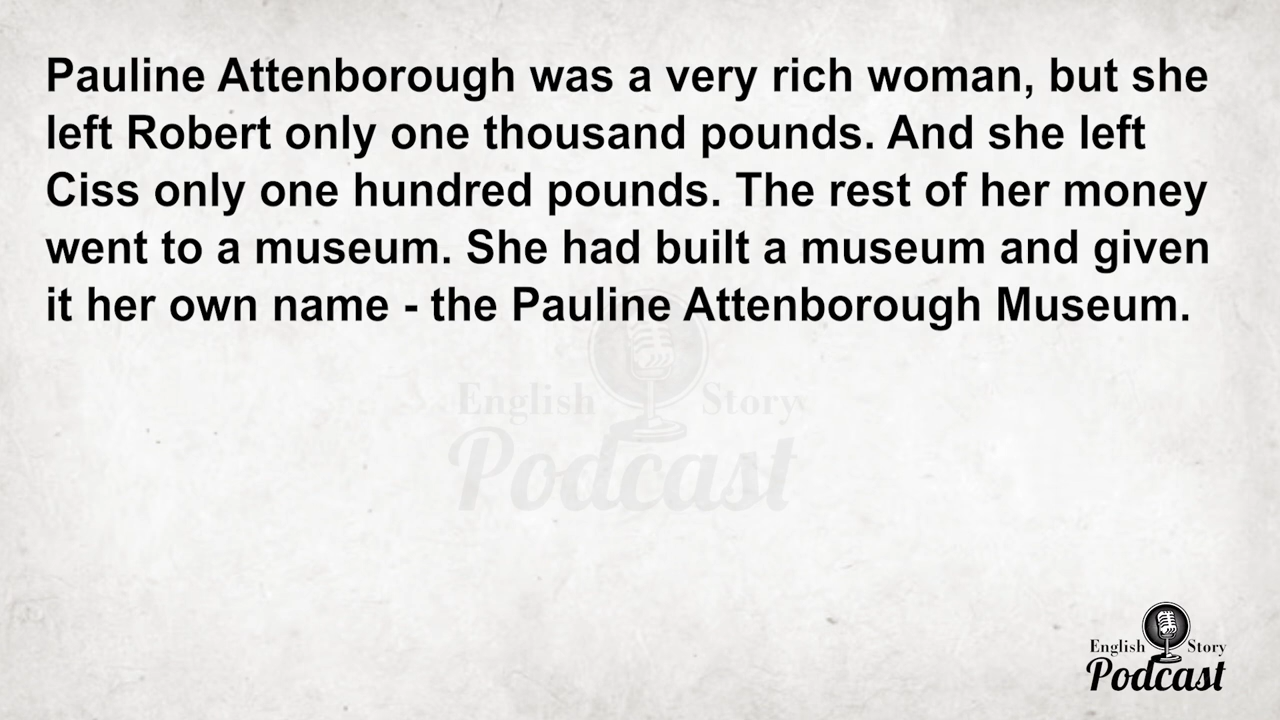 Pauline Attenborough was a very rich woman, but she
left Robert only one thousand pounds. And she left
Ciss only one hundred pounds. The rest of her money
went to a museum. She had built a museum and given
it her own name - the Pauline Attenborough Museum.
English Story
Podcast
English Story
Podcast